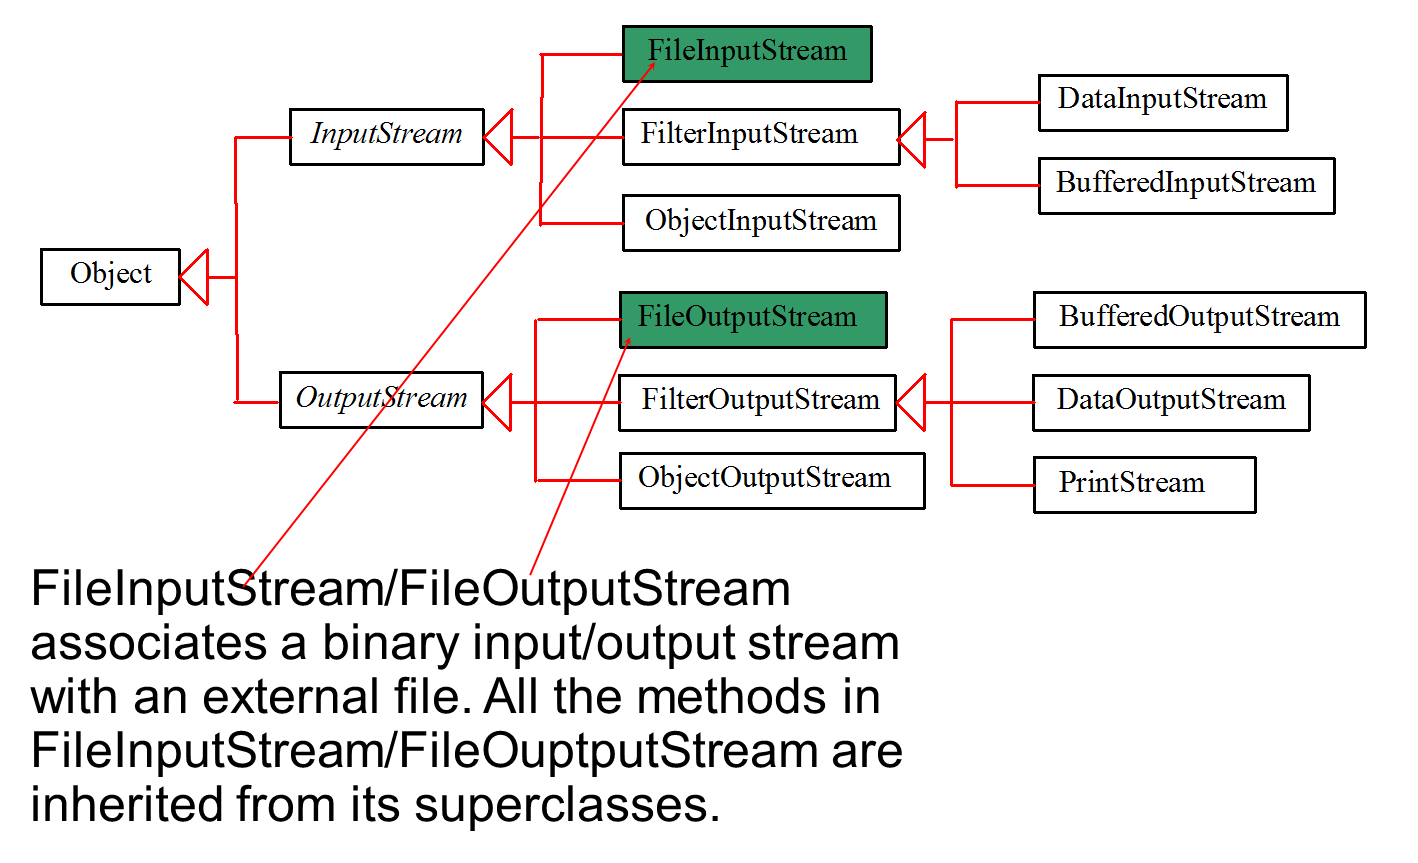 FileInputStream
DataInputStream
InputStream
FilterInputStream
BufferedInputStream
ObjectInputStream
Object
FileOutputStream
BufferedOutputStream
OutputStream
FilterOutputStream
DataOutputStream
ObjectOutputStream
PrintStream
FileInputStream/FileOutputStream
associates a binary input/output stream
with an external file. All the methods in
FileInputStream/FileOuptputStream are
inherited from its superclasses.